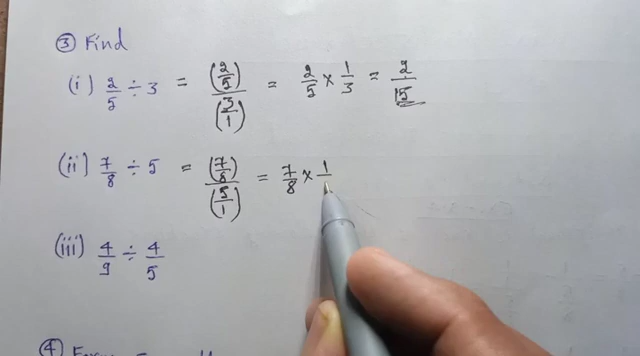 ③ Find
(i) 2/5 ÷ 3 = (2/5)/(3/1) = 2/5 × 1/3 = 2/15
(ii) 7/8 ÷ 5 = (7/8)/(5/1) = 7/8 × 1/
(iii) 4/9 ÷ 4/5
④